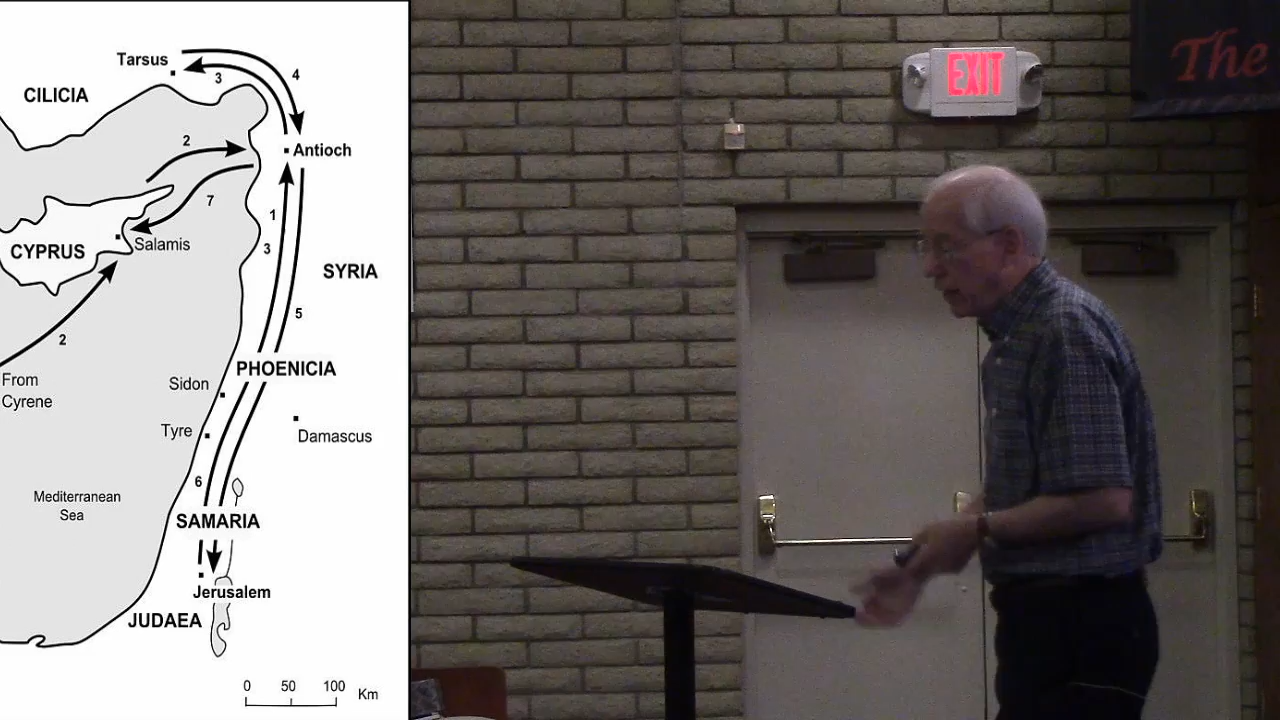 Tarsus
3
4
CILICIA
2
Antioch
7
1
CYPRUS
Salamis
3
SYRIA
5
2
PHOENICIA
From
Cyrene
Sidon
Tyre
Damascus
6
Mediterranean
Sea
SAMARIA
Jerusalem
JUDAEA
0 50 100 Km
EXIT
The